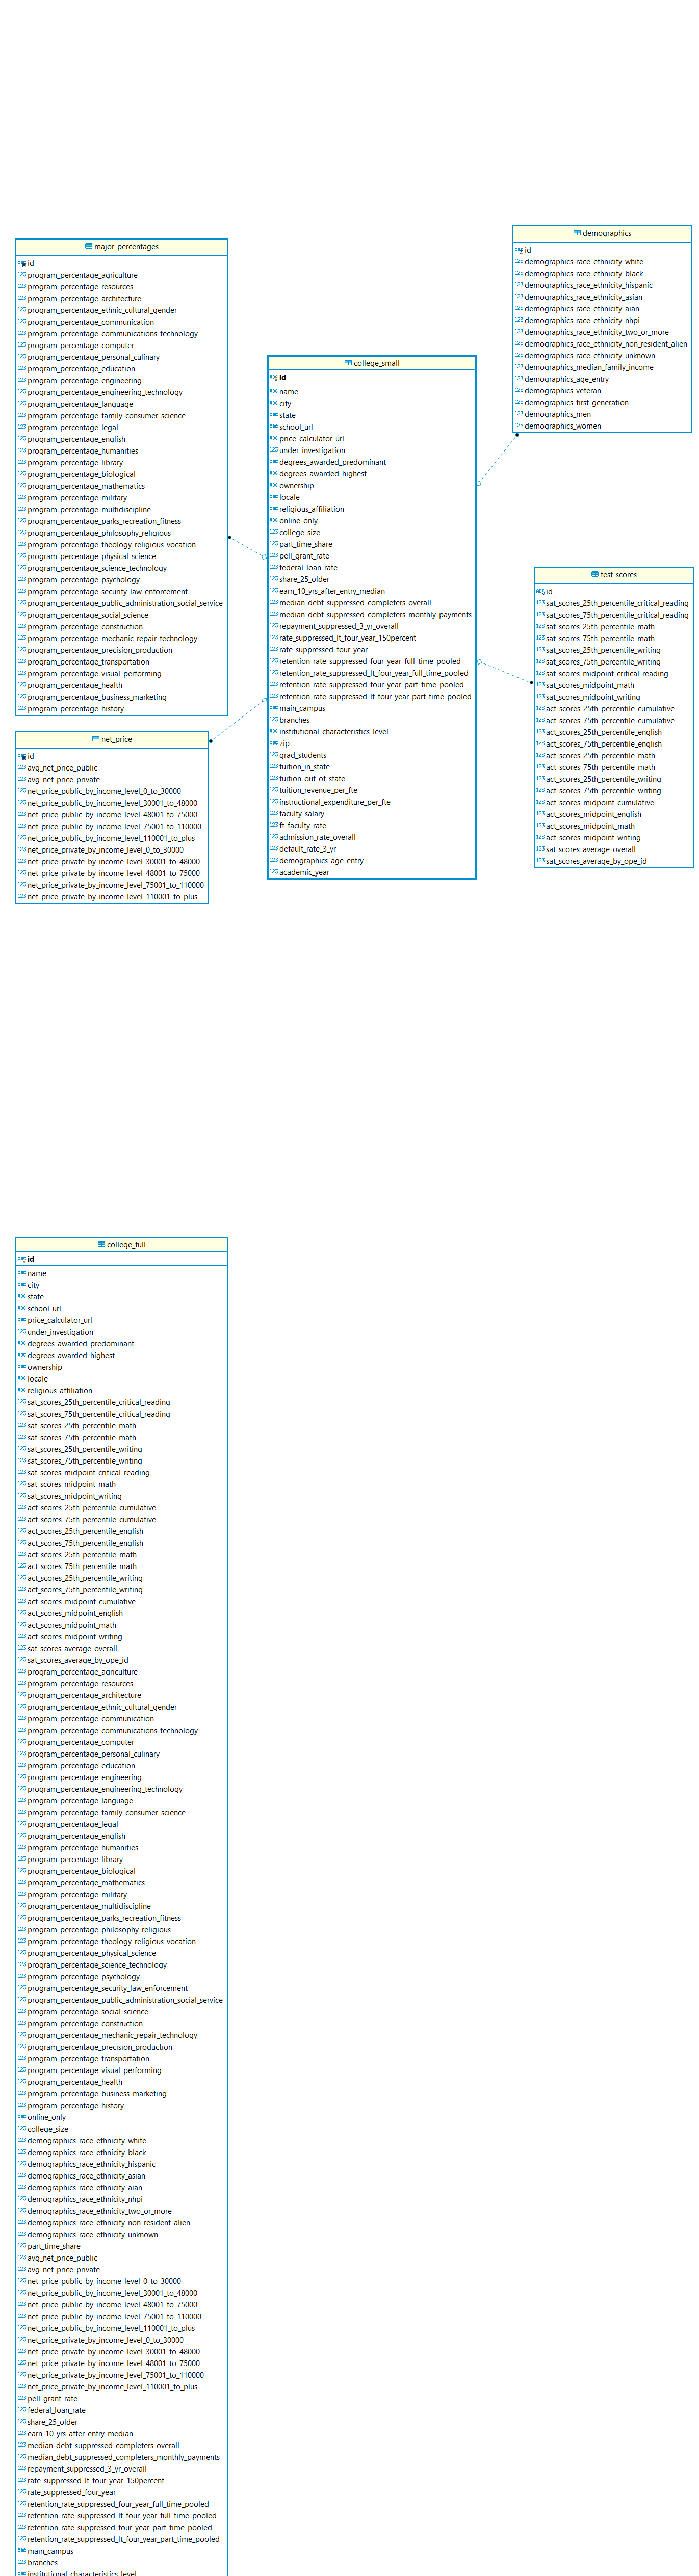 major_percentages
id
program_percentage_agriculture
program_percentage_resources
program_percentage_architecture
program_percentage_ethnic_cultural_gender
program_percentage_communication
program_percentage_communications_technology
program_percentage_computer
program_percentage_personal_culinary
program_percentage_education
program_percentage_engineering
program_percentage_engineering_technology
program_percentage_language
program_percentage_family_consumer_science
program_percentage_legal
program_percentage_english
program_percentage_humanities
program_percentage_library
program_percentage_biological
program_percentage_mathematics
program_percentage_military
program_percentage_multidiscipline
program_percentage_parks_recreation_fitness
program_percentage_philosophy_religious
program_percentage_theology_religious_vocation
program_percentage_physical_science
program_percentage_science_technology
program_percentage_psychology
program_percentage_security_law_enforcement
program_percentage_public_administration_social_service
program_percentage_social_science
program_percentage_construction
program_percentage_mechanic_repair_technology
program_percentage_precision_production
program_percentage_transportation
program_percentage_visual_performing
program_percentage_health
program_percentage_business_marketing
program_percentage_history
net_price
id
avg_net_price_public
avg_net_price_private
net_price_public_by_income_level_0_to_30000
net_price_public_by_income_level_30001_to_48000
net_price_public_by_income_level_48001_to_75000
net_price_public_by_income_level_75001_to_110000
net_price_public_by_income_level_110001_to_plus
net_price_private_by_income_level_0_to_30000
net_price_private_by_income_level_30001_to_48000
net_price_private_by_income_level_48001_to_75000
net_price_private_by_income_level_75001_to_110000
net_price_private_by_income_level_110001_to_plus
college_small
id
name
city
state
school_url
price_calculator_url
under_investigation
degrees_awarded_predominant
degrees_awarded_highest
ownership
locale
religious_affiliation
online_only
college_size
part_time_share
pell_grant_rate
federal_loan_rate
share_25_older
earn_10_yrs_after_entry_median
median_debt_suppressed_completers_overall
median_debt_suppressed_completers_monthly_payments
repayment_suppressed_3_yr_overall
rate_suppressed_lt_four_year_150percent
rate_suppressed_four_year
retention_rate_suppressed_four_year_full_time_pooled
retention_rate_suppressed_lt_four_year_full_time_pooled
retention_rate_suppressed_four_year_part_time_pooled
retention_rate_suppressed_lt_four_year_part_time_pooled
main_campus
branches
institutional_characteristics_level
zip
grad_students
tuition_in_state
tuition_out_of_state
tuition_revenue_per_fte
instructional_expenditure_per_fte
faculty_salary
ft_faculty_rate
admission_rate_overall
default_rate_3_yr
demographics_age_entry
academic_year
demographics
id
demographics_race_ethnicity_white
demographics_race_ethnicity_black
demographics_race_ethnicity_hispanic
demographics_race_ethnicity_asian
demographics_race_ethnicity_aian
demographics_race_ethnicity_nhpi
demographics_race_ethnicity_two_or_more
demographics_race_ethnicity_non_resident_alien
demographics_race_ethnicity_unknown
demographics_median_family_income
demographics_age_entry
demographics_veteran
demographics_first_generation
demographics_men
demographics_women
test_scores
id
sat_scores_25th_percentile_critical_reading
sat_scores_75th_percentile_critical_reading
sat_scores_25th_percentile_math
sat_scores_75th_percentile_math
sat_scores_25th_percentile_writing
sat_scores_75th_percentile_writing
sat_scores_midpoint_critical_reading
sat_scores_midpoint_math
sat_scores_midpoint_writing
act_scores_25th_percentile_cumulative
act_scores_75th_percentile_cumulative
act_scores_25th_percentile_english
act_scores_75th_percentile_english
act_scores_25th_percentile_math
act_scores_75th_percentile_math
act_scores_25th_percentile_writing
act_scores_75th_percentile_writing
act_scores_midpoint_cumulative
act_scores_midpoint_english
act_scores_midpoint_math
act_scores_midpoint_writing
sat_scores_average_overall
sat_scores_average_by_ope_id
college_full
id
name
city
state
school_url
price_calculator_url
under_investigation
degrees_awarded_predominant
degrees_awarded_highest
ownership
locale
religious_affiliation
sat_scores_25th_percentile_critical_reading
sat_scores_75th_percentile_critical_reading
sat_scores_25th_percentile_math
sat_scores_75th_percentile_math
sat_scores_25th_percentile_writing
sat_scores_75th_percentile_writing
sat_scores_midpoint_critical_reading
sat_scores_midpoint_math
sat_scores_midpoint_writing
act_scores_25th_percentile_cumulative
act_scores_75th_percentile_cumulative
act_scores_25th_percentile_english
act_scores_75th_percentile_english
act_scores_25th_percentile_math
act_scores_75th_percentile_math
act_scores_25th_percentile_writing
act_scores_75th_percentile_writing
act_scores_midpoint_cumulative
act_scores_midpoint_english
act_scores_midpoint_math
act_scores_midpoint_writing
sat_scores_average_overall
sat_scores_average_by_ope_id
program_percentage_agriculture
program_percentage_resources
program_percentage_architecture
program_percentage_ethnic_cultural_gender
program_percentage_communication
program_percentage_communications_technology
program_percentage_computer
program_percentage_personal_culinary
program_percentage_education
program_percentage_engineering
program_percentage_engineering_technology
program_percentage_language
program_percentage_family_consumer_science
program_percentage_legal
program_percentage_english
program_percentage_humanities
program_percentage_library
program_percentage_biological
program_percentage_mathematics
program_percentage_military
program_percentage_multidiscipline
program_percentage_parks_recreation_fitness
program_percentage_philosophy_religious
program_percentage_theology_religious_vocation
program_percentage_physical_science
program_percentage_science_technology
program_percentage_psychology
program_percentage_security_law_enforcement
program_percentage_public_administration_social_service
program_percentage_social_science
program_percentage_construction
program_percentage_mechanic_repair_technology
program_percentage_precision_production
program_percentage_transportation
program_percentage_visual_performing
program_percentage_health
program_percentage_business_marketing
program_percentage_history
online_only
college_size
demographics_race_ethnicity_white
demographics_race_ethnicity_black
demographics_race_ethnicity_hispanic
demographics_race_ethnicity_asian
demographics_race_ethnicity_aian
demographics_race_ethnicity_nhpi
demographics_race_ethnicity_two_or_more
demographics_race_ethnicity_non_resident_alien
demographics_race_ethnicity_unknown
part_time_share
avg_net_price_public
avg_net_price_private
net_price_public_by_income_level_0_to_30000
net_price_public_by_income_level_30001_to_48000
net_price_public_by_income_level_48001_to_75000
net_price_public_by_income_level_75001_to_110000
net_price_public_by_income_level_110001_to_plus
net_price_private_by_income_level_0_to_30000
net_price_private_by_income_level_30001_to_48000
net_price_private_by_income_level_48001_to_75000
net_price_private_by_income_level_75001_to_110000
net_price_private_by_income_level_110001_to_plus
pell_grant_rate
federal_loan_rate
share_25_older
earn_10_yrs_after_entry_median
median_debt_suppressed_completers_overall
median_debt_suppressed_completers_monthly_payments
repayment_suppressed_3_yr_overall
rate_suppressed_lt_four_year_150percent
rate_suppressed_four_year
retention_rate_suppressed_four_year_full_time_pooled
retention_rate_suppressed_lt_four_year_full_time_pooled
retention_rate_suppressed_four_year_part_time_pooled
retention_rate_suppressed_lt_four_year_part_time_pooled
main_campus
branches
institutional_characteristics_level